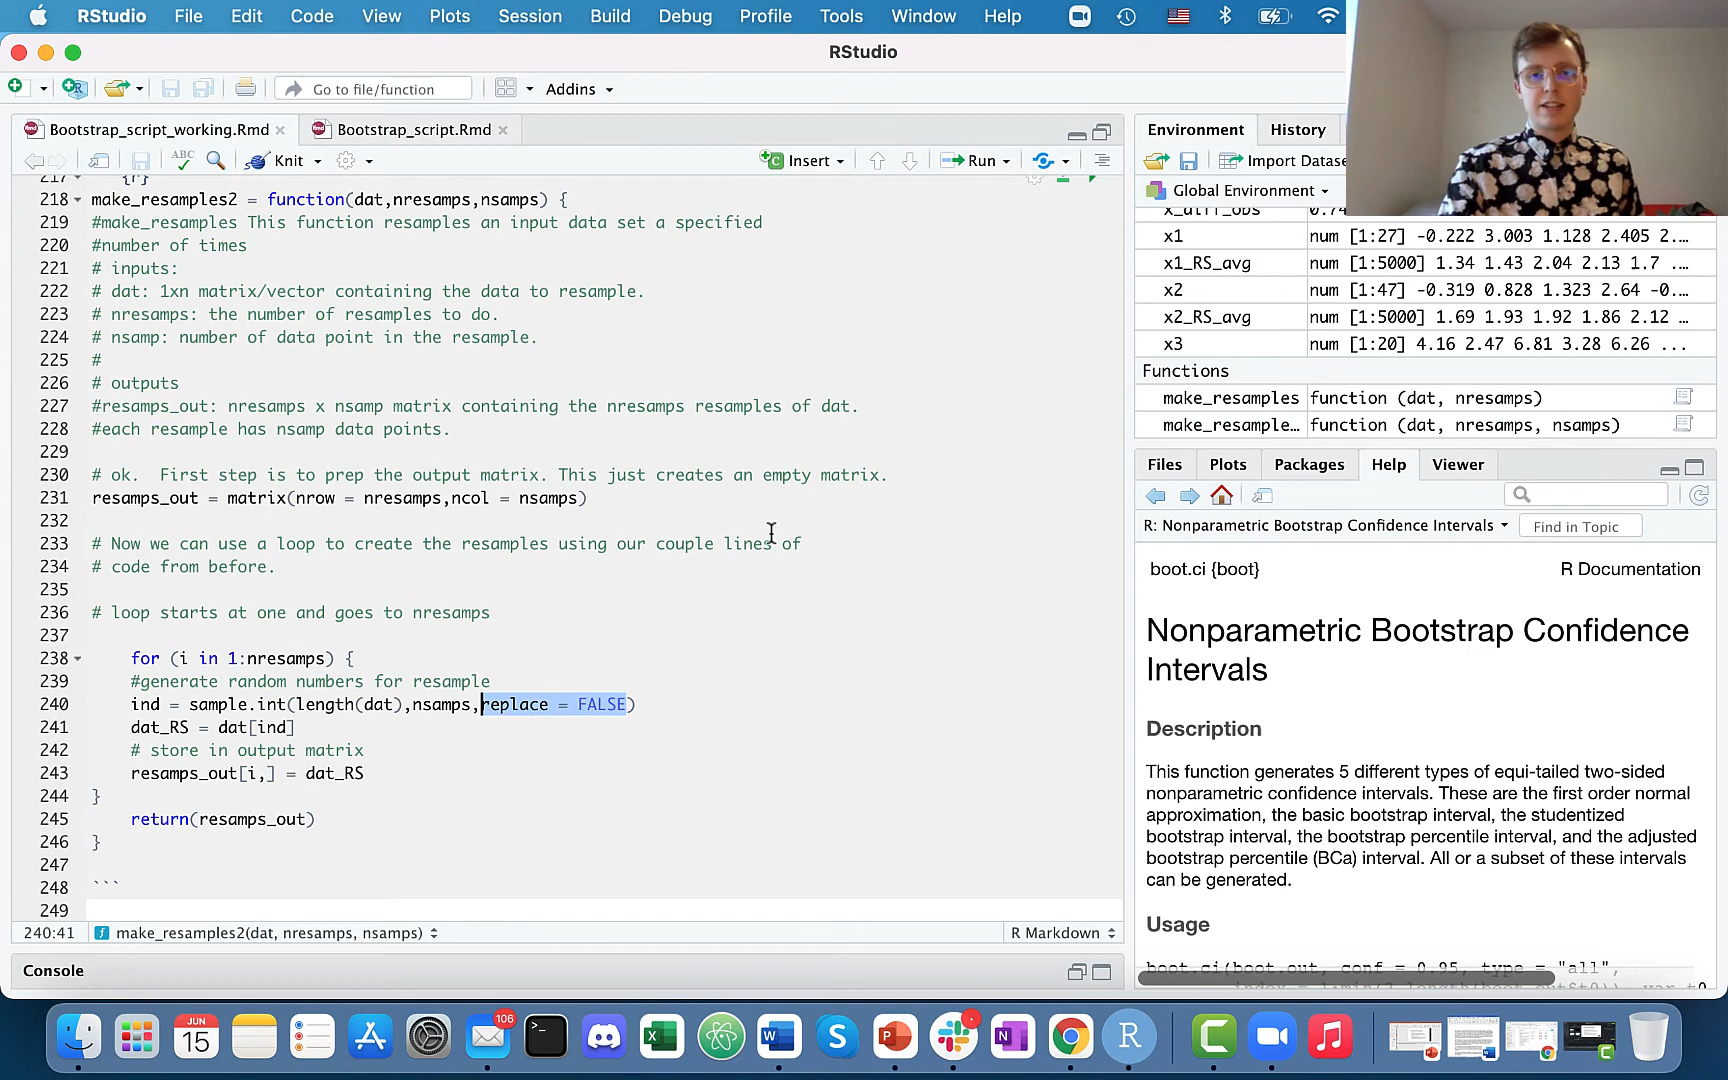 RStudio File Edit Code View Plots Session Build Debug Profile Tools Window Help
RStudio
Go to file/function Addins
Bootstrap_script_working.Rmd Bootstrap_script.Rmd
ABC Knit Insert Run
217 {r}
218 make_resamples2 = function(dat,nresamps,nsamps) {
219 #make_resamples This function resamples an input data set a specified
220 #number of times
221 # inputs:
222 # dat: 1xn matrix/vector containing the data to resample.
223 # nresamps: the number of resamples to do.
224 # nsamp: number of data point in the resample.
225 #
226 # outputs
227 #resamps_out: nresamps x nsamp matrix containing the nresamps resamples of dat.
228 #each resample has nsamp data points.
229
230 # ok.  First step is to prep the output matrix. This just creates an empty matrix.
231 resamps_out = matrix(nrow = nresamps,ncol = nsamps)
232
233 # Now we can use a loop to create the resamples using our couple lines of
234 # code from before.
235
236 # loop starts at one and goes to nresamps
237
238 for (i in 1:nresamps) {
239 #generate random numbers for resample
240 ind = sample.int(length(dat),nsamps,replace = FALSE)
241 dat_RS = dat[ind]
242 # store in output matrix
243 resamps_out[i,] = dat_RS
244 }
245 return(resamps_out)
246 }
247
248 ```
249
240:41 make_resamples2(dat, nresamps, nsamps) R Markdown
Console
Environment History
Import Datase
Global Environment
x_diff_obs 0.74
x1 num [1:27] -0.222 3.003 1.128 2.405 2.…
x1_RS_avg num [1:5000] 1.34 1.43 2.04 2.13 1.7 …
x2 num [1:47] -0.319 0.828 1.323 2.64 -0.…
x2_RS_avg num [1:5000] 1.69 1.93 1.92 1.86 2.12 …
x3 num [1:20] 4.16 2.47 6.81 3.28 6.26 ...
Functions
make_resamples function (dat, nresamps)
make_resample… function (dat, nresamps, nsamps)
Files Plots Packages Help Viewer
R: Nonparametric Bootstrap Confidence Intervals Find in Topic
boot.ci {boot} R Documentation
Nonparametric Bootstrap Confidence
Intervals
Description
This function generates 5 different types of equi-tailed two-sided
nonparametric confidence intervals. These are the first order normal
approximation, the basic bootstrap interval, the studentized
bootstrap interval, the bootstrap percentile interval, and the adjusted
bootstrap percentile (BCa) interval. All or a subset of these intervals
can be generated.
Usage
boot.ci(boot.out, conf = 0.95, type = "all",
JUN
15
106